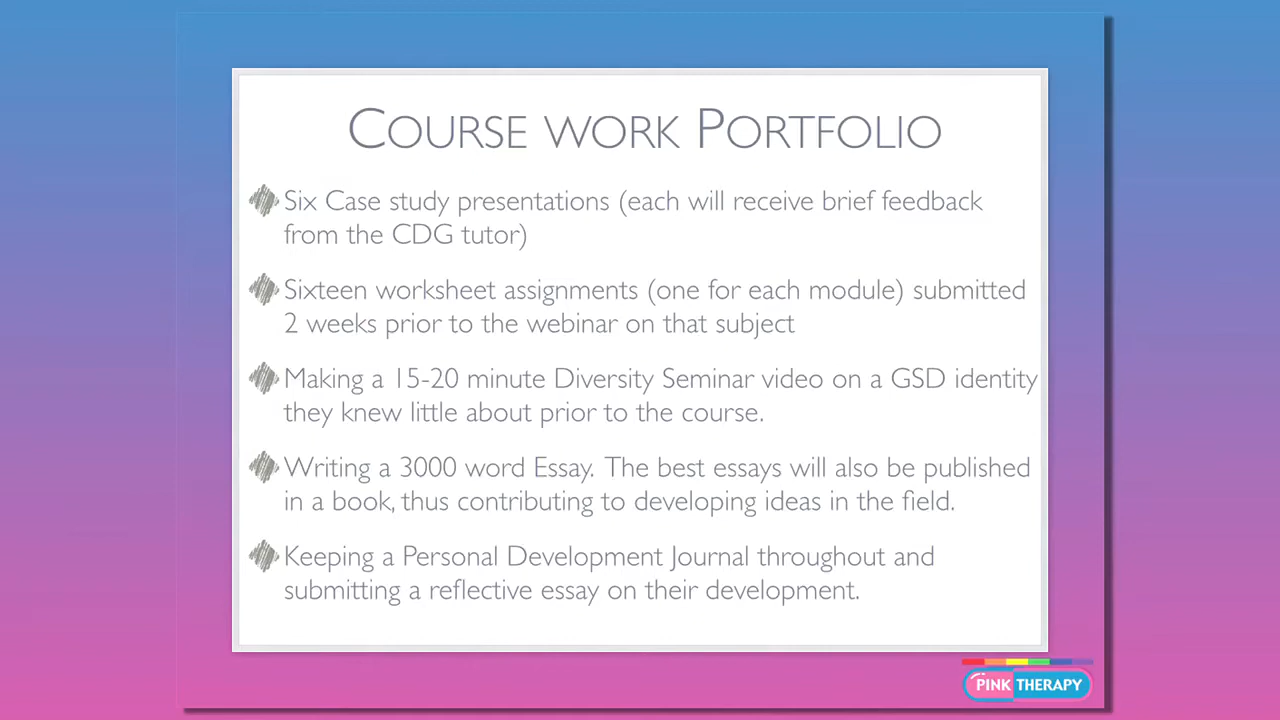 COURSE WORK PORTFOLIO
Six Case study presentations (each will receive brief feedback
from the CDG tutor)
Sixteen worksheet assignments (one for each module) submitted
2 weeks prior to the webinar on that subject
Making a 15-20 minute Diversity Seminar video on a GSD identity
they knew little about prior to the course.
Writing a 3000 word Essay. The best essays will also be published
in a book, thus contributing to developing ideas in the field.
Keeping a Personal Development Journal throughout and
submitting a reflective essay on their development.
PINK THERAPY